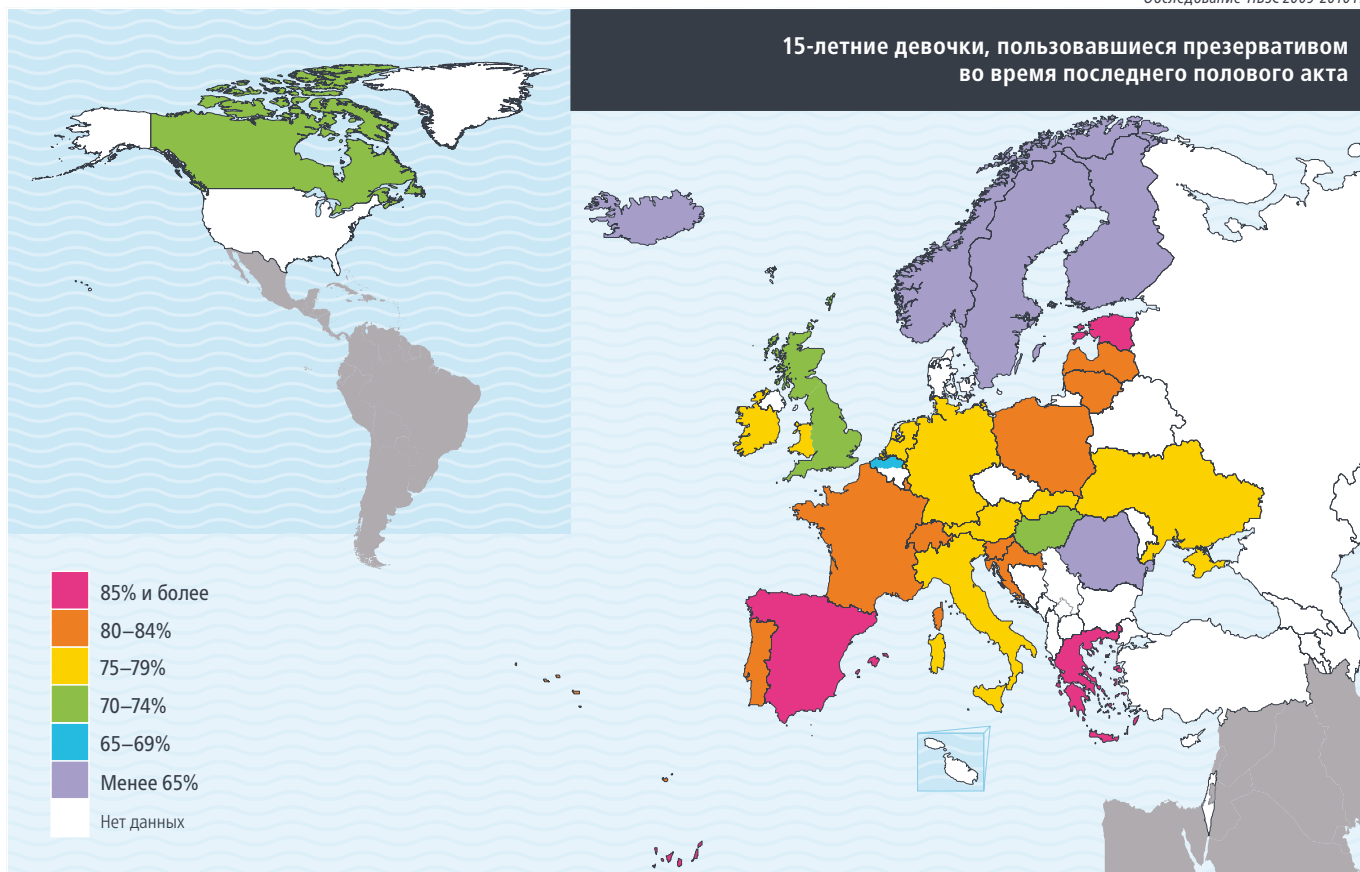 15-летние девочки, пользовавшиеся презервативом
во время последнего полового акта
85% и более
80–84%
75–79%
70–74%
65–69%
Менее 65%
Нет данных